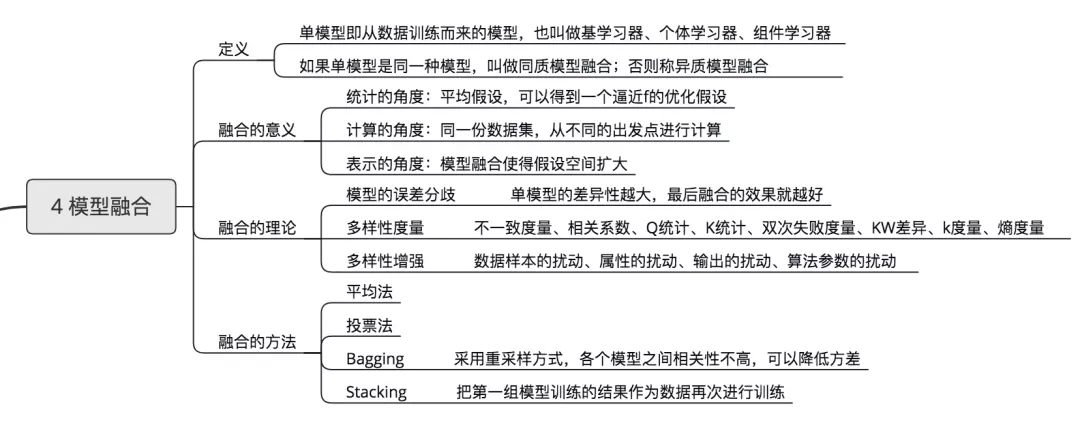 4 模型融合
定义
单模型即从数据训练而来的模型，也叫做基学习器、个体学习器、组件学习器
如果单模型是同一种模型，叫做同质模型融合；否则称异质模型融合
融合的意义
统计的角度：平均假设，可以得到一个逼近f的优化假设
计算的角度：同一份数据集，从不同的出发点进行计算
表示的角度：模型融合使得假设空间扩大
融合的理论
模型的误差分歧 单模型的差异性越大，最后融合的效果就越好
多样性度量 不一致度量、相关系数、Q统计、K统计、双次失败度量、KW差异、k度量、熵度量
多样性增强 数据样本的扰动、属性的扰动、输出的扰动、算法参数的扰动
融合的方法
平均法
投票法
Bagging 采用重采样方式，各个模型之间相关性不高，可以降低方差
Stacking 把第一组模型训练的结果作为数据再次进行训练